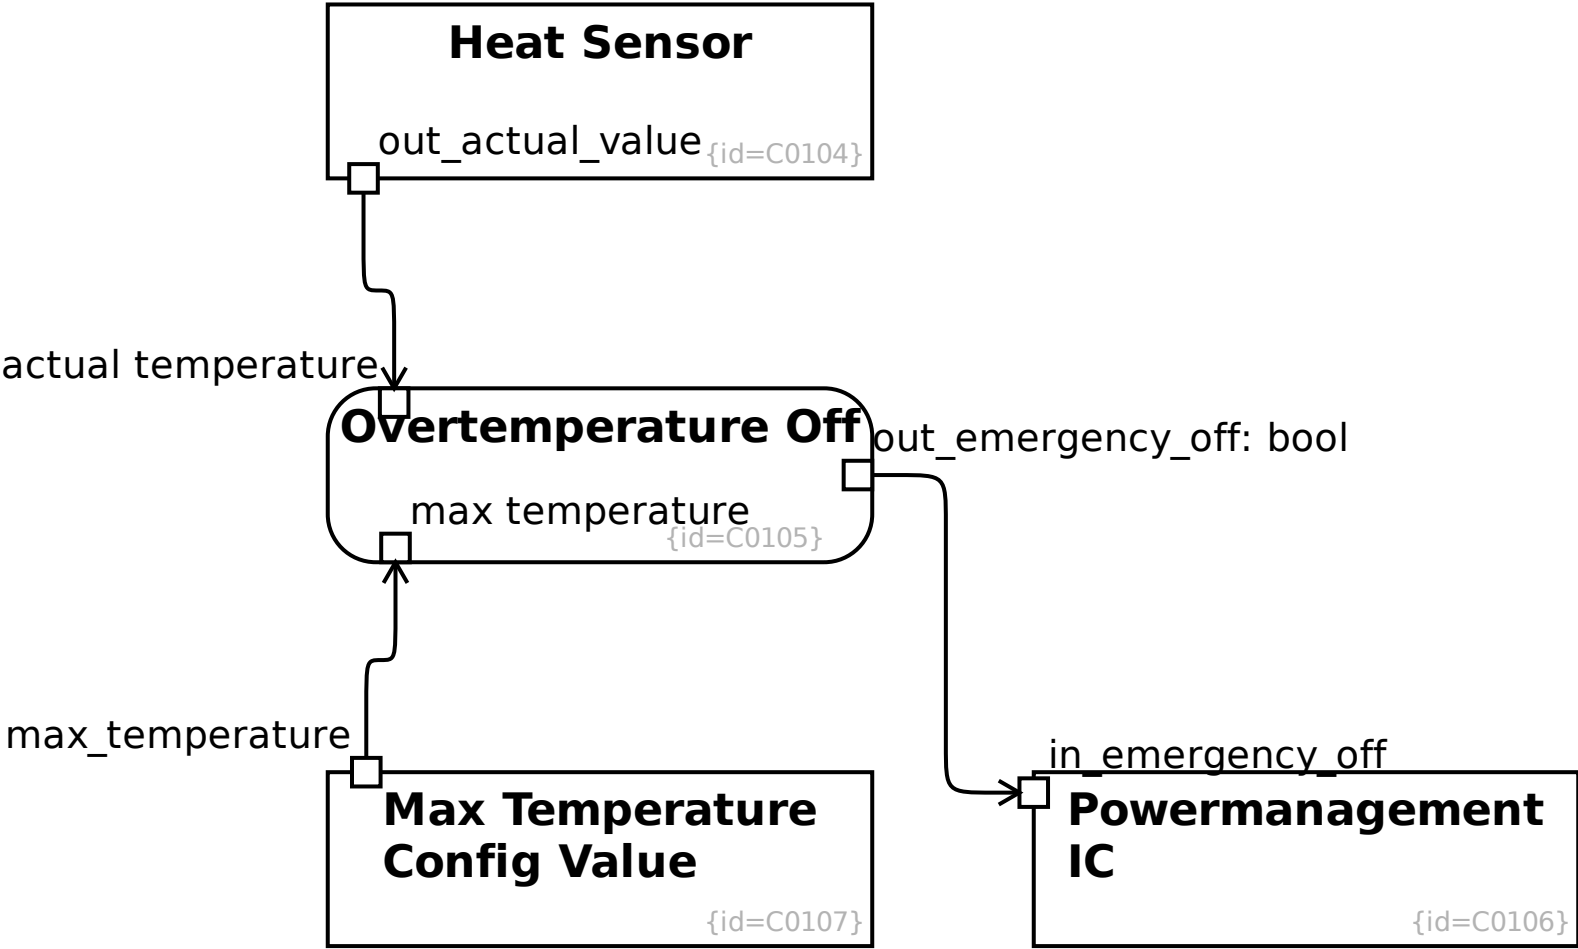 Heat Sensor
out_actual_value
{id=C0104}
actual temperature
Overtemperature Off
out_emergency_off: bool
max temperature
{id=C0105}
max_temperature
in_emergency_off
Max Temperature
Config Value
{id=C0107}
Powermanagement
IC
{id=C0106}